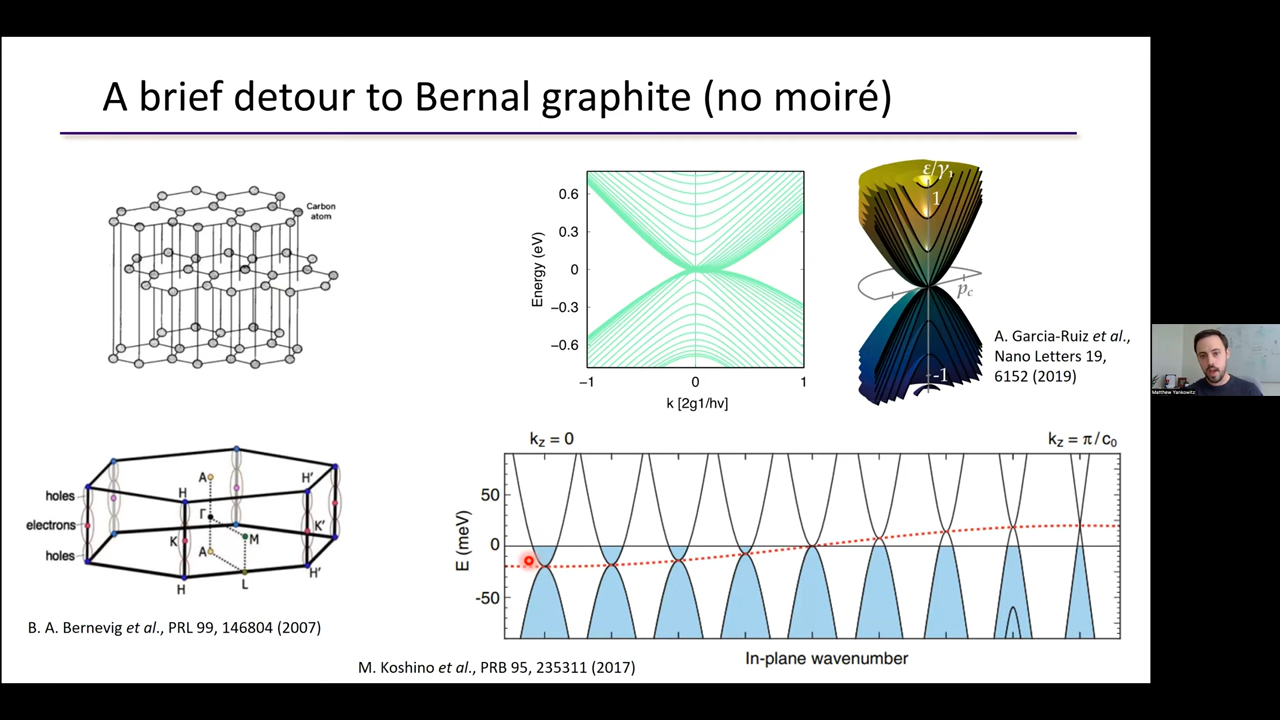 A brief detour to Bernal graphite (no moiré)
Carbon
atom
Energy (eV)
0.6
0.3
0
−0.3
−0.6
−1
0
1
k [2g1/hv]
ε/γ₁
1
p_c
-1
A. Garcia-Ruiz et al.,
Nano Letters 19,
6152 (2019)
Matthew Yankowitz
holes
electrons
holes
A
H
H'
Γ
K
K'
M
A
H
L
H'
B. A. Bernevig et al., PRL 99, 146804 (2007)
k_z = 0
k_z = π/c₀
E (meV)
50
0
-50
In-plane wavenumber
M. Koshino et al., PRB 95, 235311 (2017)